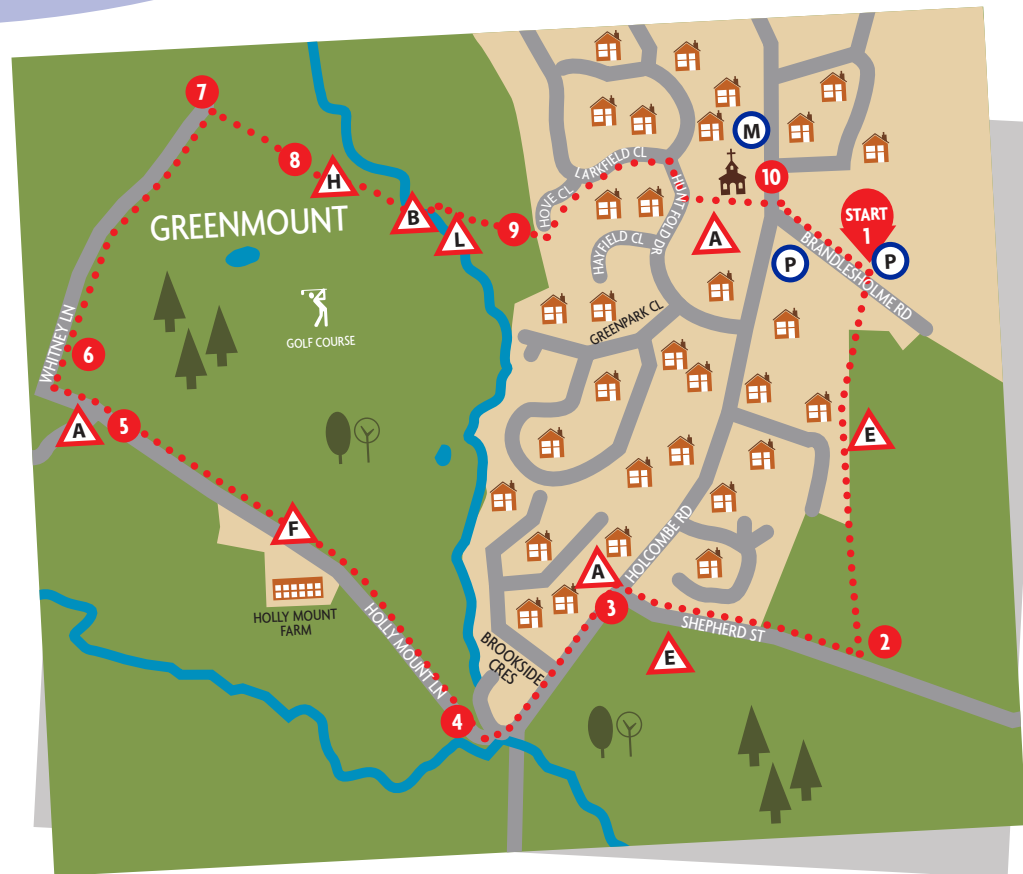 7
8
H
GREENMOUNT
B
L
9
HOVE CL
LARKFIELD CL
HUNT FOLD DR
HAYFIELD CL
M
10
A
START
1
P
P
BRANDLESHOLME RD
GREENPARK CL
GOLF COURSE
WHITNEY LN
6
A
5
F
E
HOLLY MOUNT
FARM
HOLLY MOUNT LN
A
3
HOLCOMBE RD
SHEPHERD ST
2
E
BROOKSIDE
CRES
4